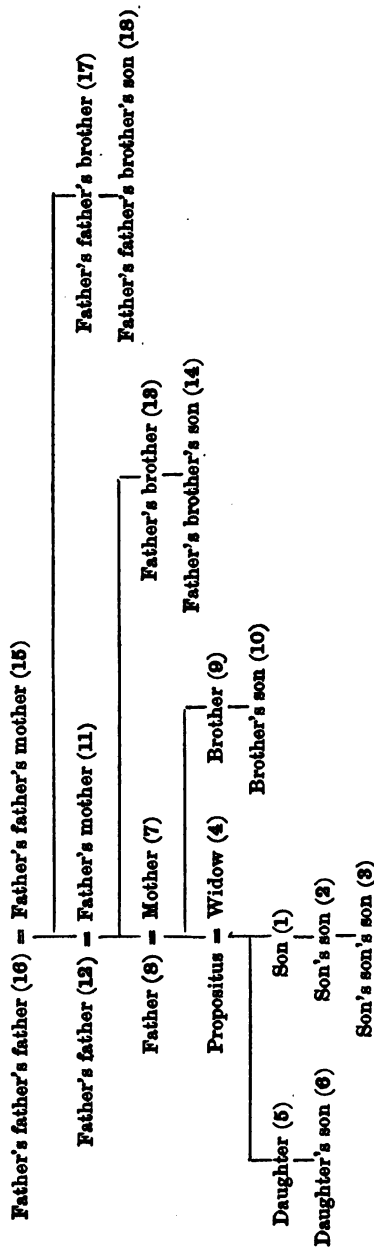 Father's father's father (16) = Father's father's mother (15)
Father's father (12) = Father's mother (11) Father's father's brother (17)
Father's father's brother's son (18)
Father (8) = Mother (7) Father's brother (13)
Father's brother's son (14)
Propositus = Widow (4) Brother (9)
Brother's son (10)
Daughter (5) Son (1)
Daughter's son (6) Son's son (2)
Son's son's son (3)